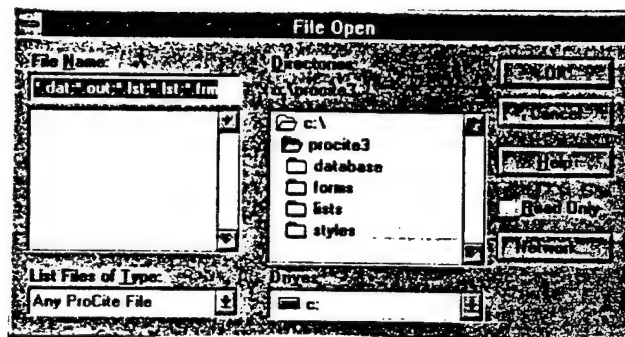 File Open
File Name:
*.dat;*.out;*.lst;*.lst;*.frm
Directories:
c:\procite3
c:\
procite3
database
forms
lists
styles
OK
Cancel
Help
Read Only
Network...
List Files of Type:
Any ProCite File
Drives:
c: